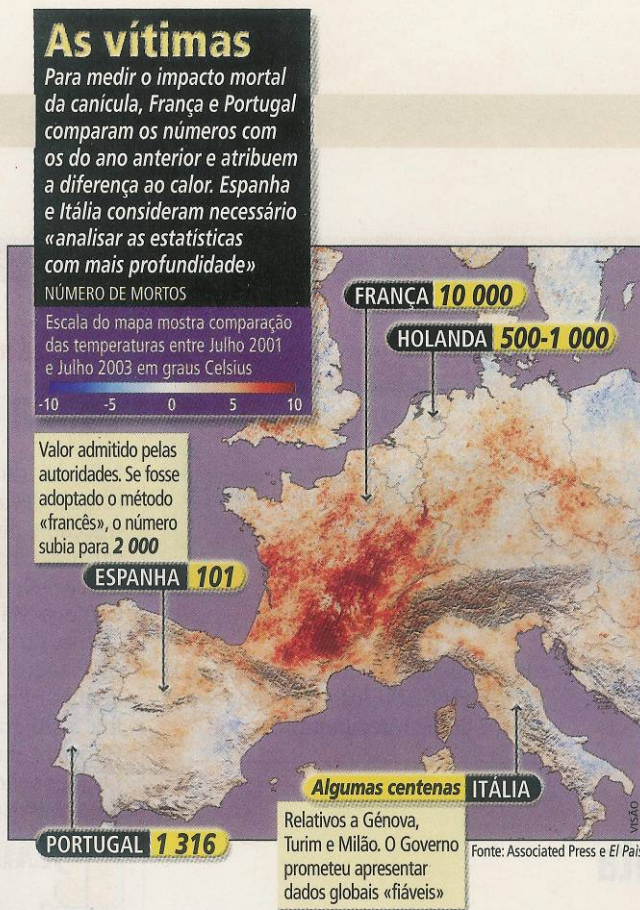 As vítimas
Para medir o impacto mortal
da canícula, França e Portugal
comparam os números com
os do ano anterior e atribuem
a diferença ao calor. Espanha
e Itália consideram necessário
«analisar as estatísticas
com mais profundidade»
NÚMERO DE MORTOS
Escala do mapa mostra comparação
das temperaturas entre Julho 2001
e Julho 2003 em graus Celsius
-10 -5 0 5 10
FRANÇA 10 000
HOLANDA 500-1 000
Valor admitido pelas
autoridades. Se fosse
adoptado o método
«francês», o número
subia para 2 000
ESPANHA 101
Algumas centenas ITÁLIA
Relativos a Génova,
Turim e Milão. O Governo
prometeu apresentar
dados globais «fiáveis»
PORTUGAL 1 316
VISÃO
Fonte: Associated Press e El País